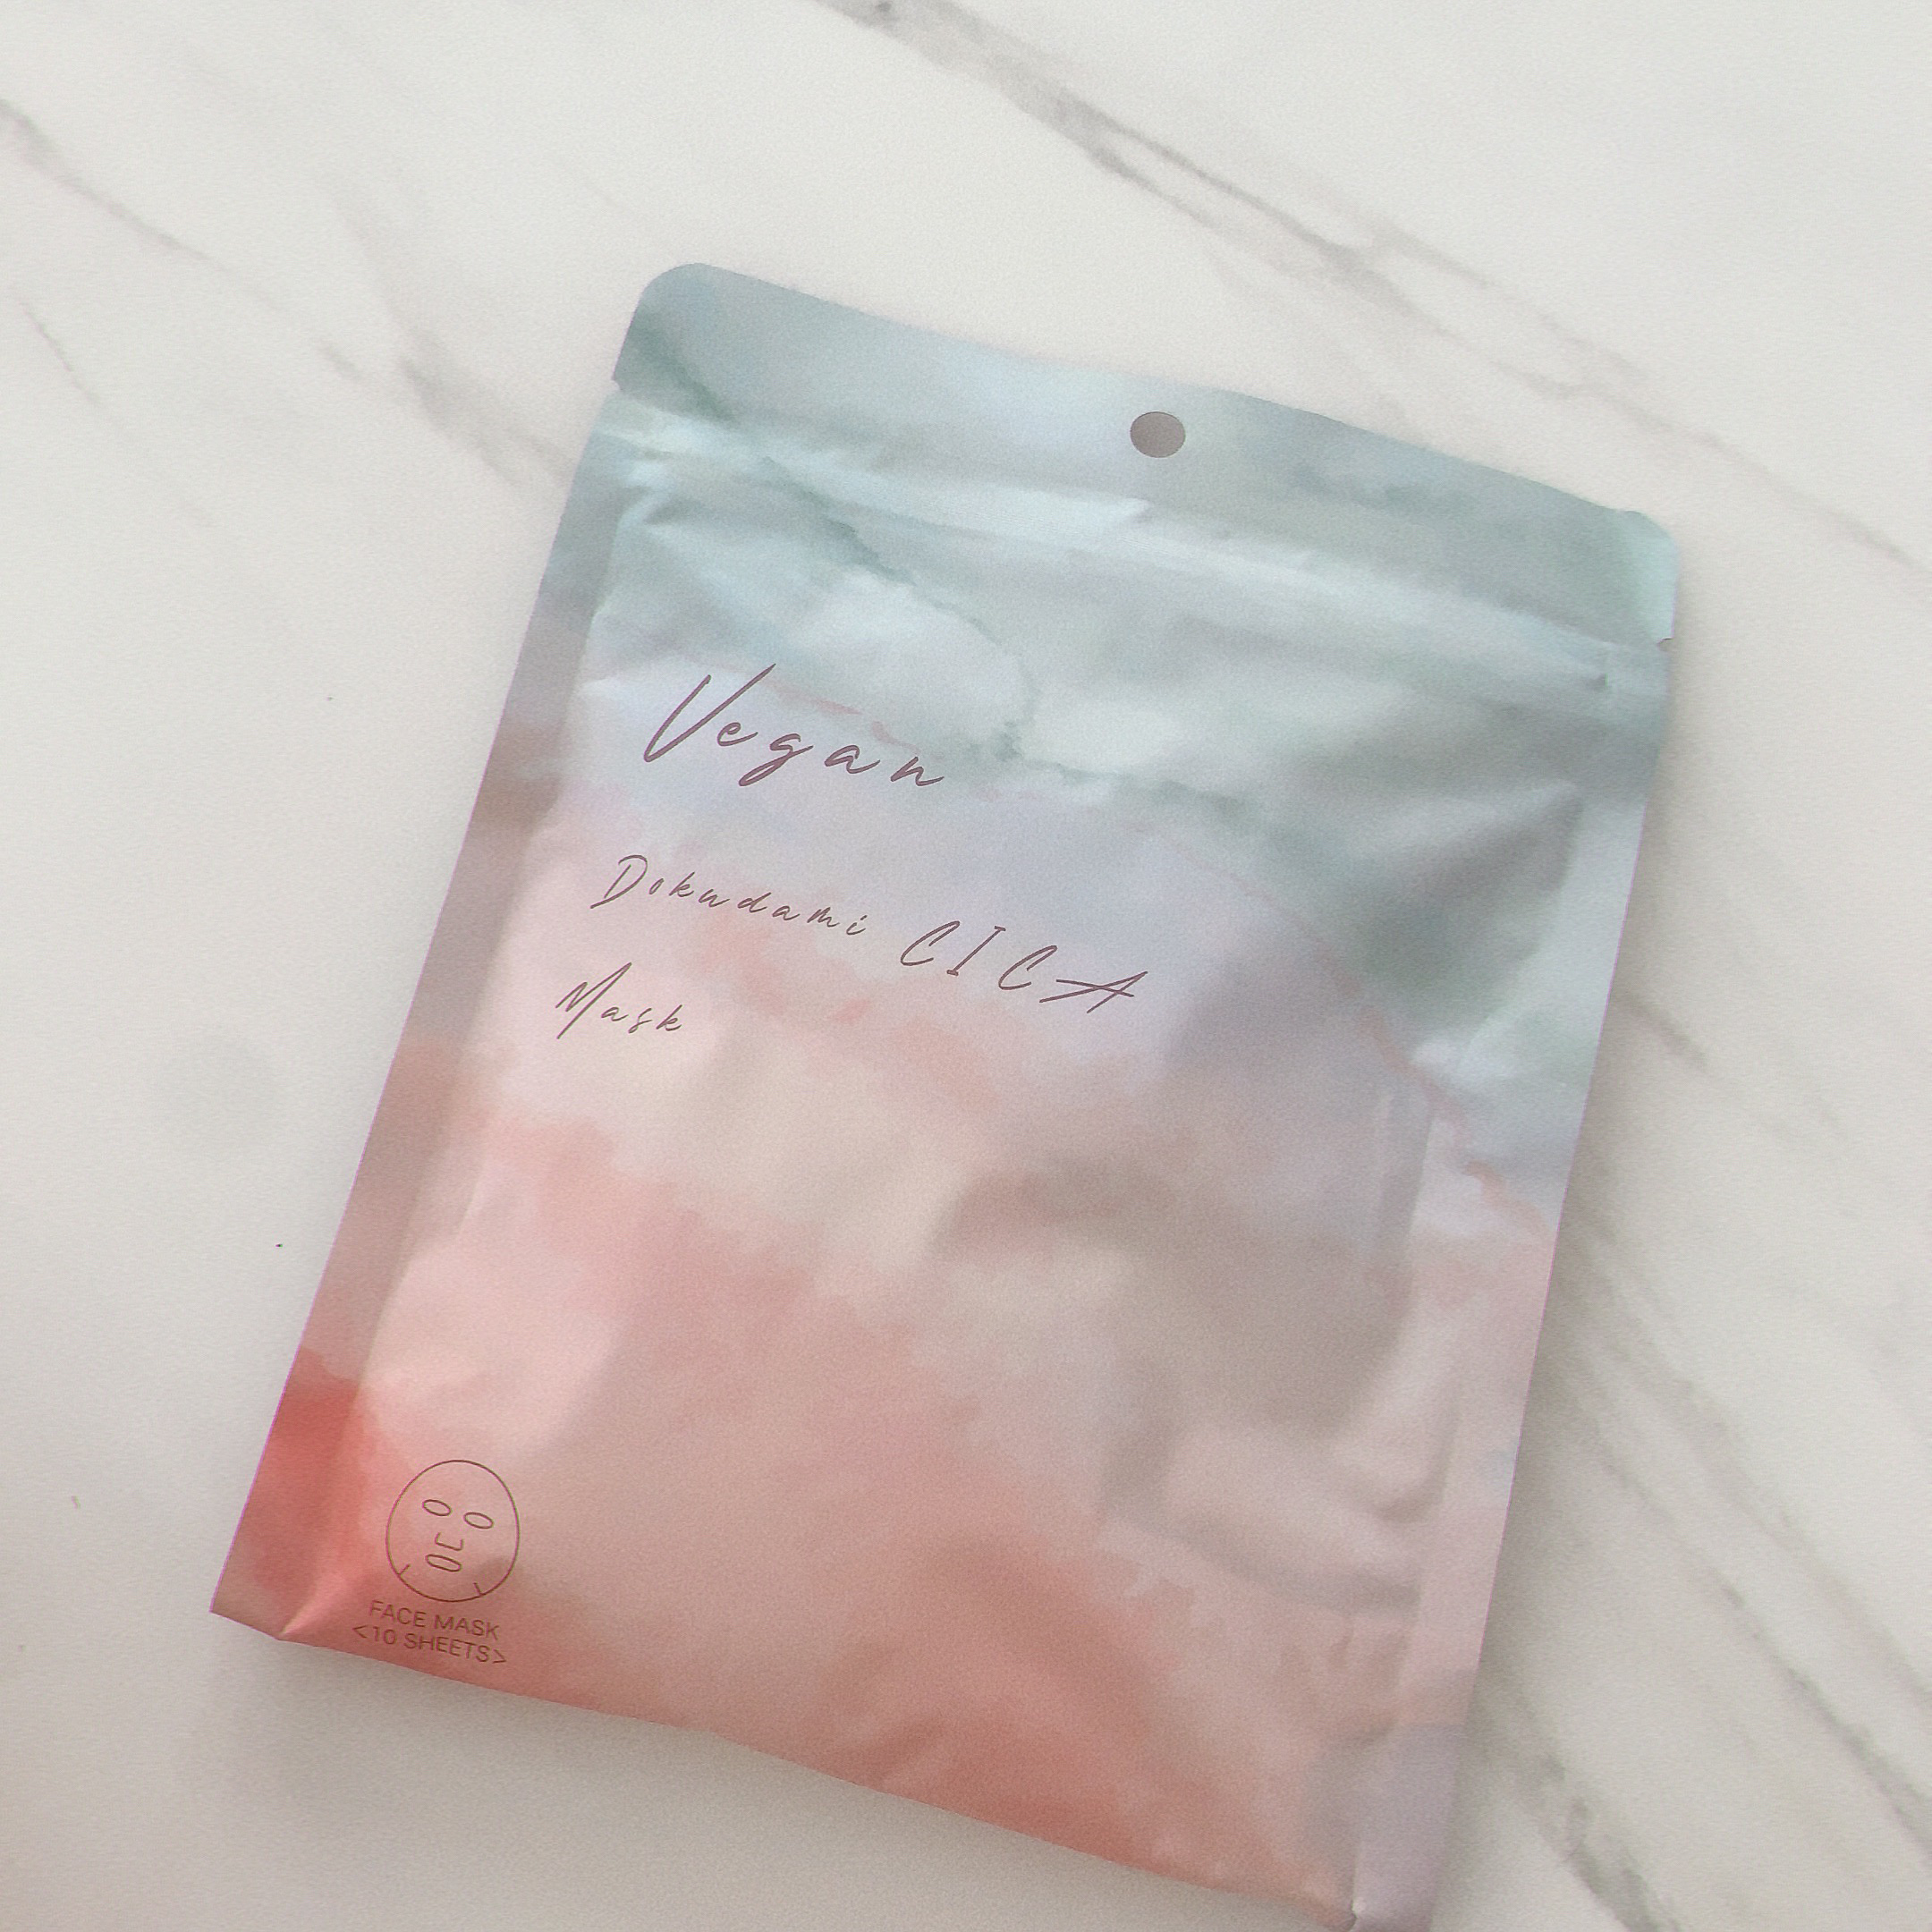 Vegan
Dokudami CICA
Mask
FACE MASK
<10 SHEETS>